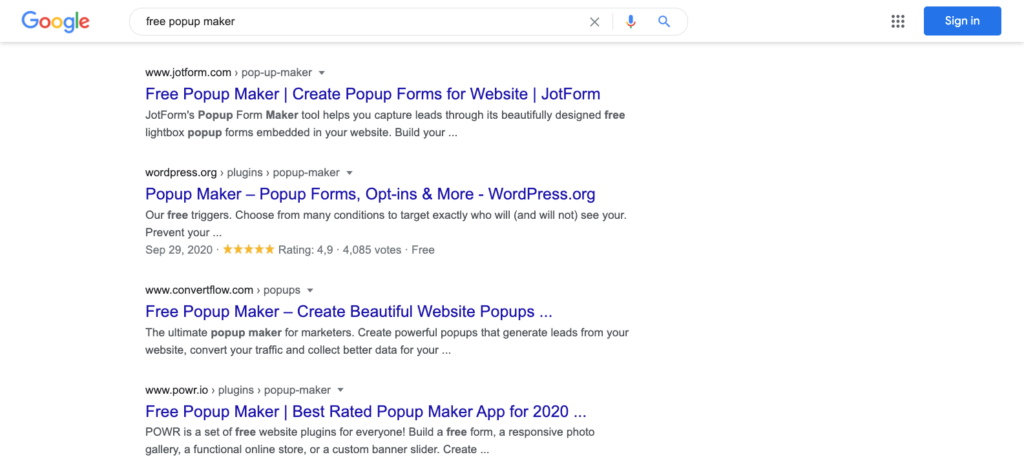 Google
free popup maker
Sign in
www.jotform.com › pop-up-maker
Free Popup Maker | Create Popup Forms for Website | JotForm
JotForm's Popup Form Maker tool helps you capture leads through its beautifully designed free
lightbox popup forms embedded in your website. Build your ...
wordpress.org › plugins › popup-maker
Popup Maker – Popup Forms, Opt-ins & More - WordPress.org
Our free triggers. Choose from many conditions to target exactly who will (and will not) see your.
Prevent your ...
Sep 29, 2020 · ★★★★★ Rating: 4,9 · 4,085 votes · Free
www.convertflow.com › popups
Free Popup Maker – Create Beautiful Website Popups ...
The ultimate popup maker for marketers. Create powerful popups that generate leads from your
website, convert your traffic and collect better data for your ...
www.powr.io › plugins › popup-maker
Free Popup Maker | Best Rated Popup Maker App for 2020 ...
POWR is a set of free website plugins for everyone! Build a free form, a responsive photo
gallery, a functional online store, or a custom banner slider. Create ...